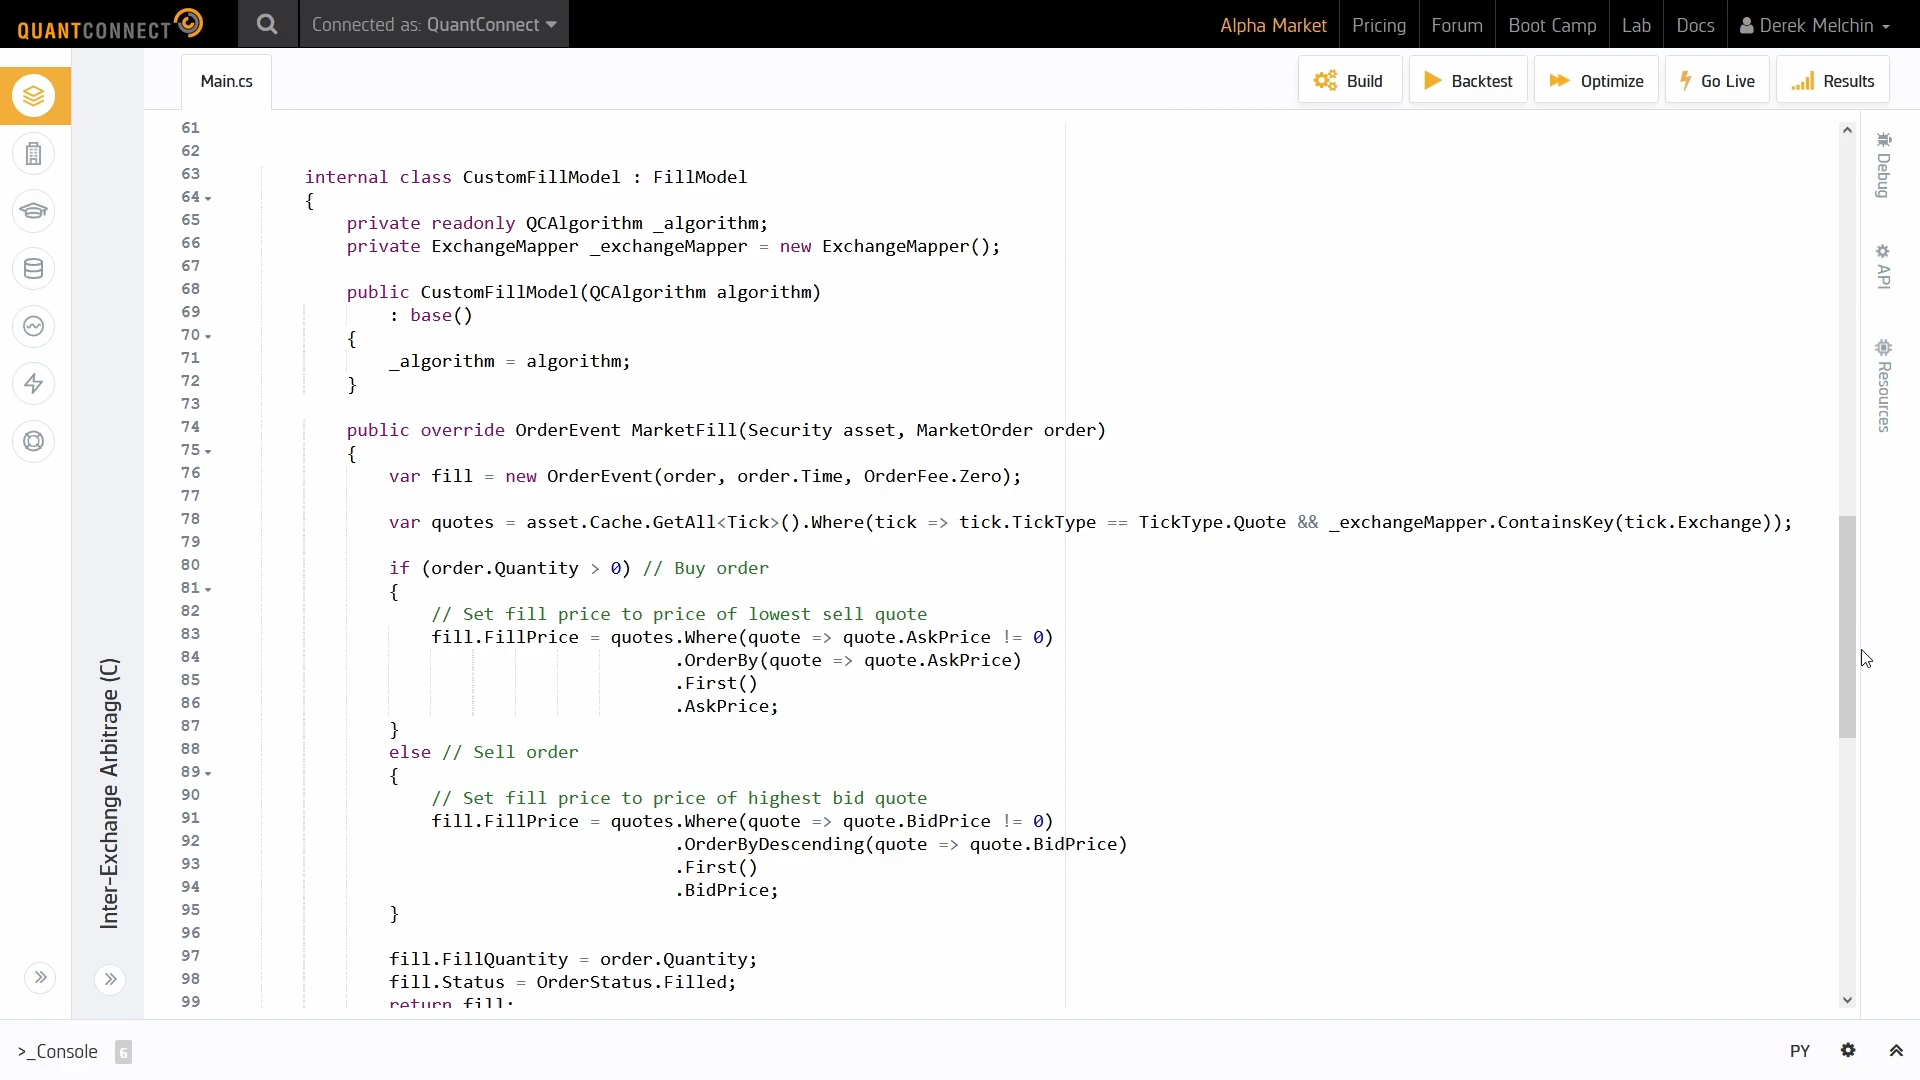 QUANTCONNECT
Connected as: QuantConnect
Alpha Market
Pricing
Forum
Boot Camp
Lab
Docs
Derek Melchin
Main.cs
Build
Backtest
Optimize
Go Live
Results
61
62
63 internal class CustomFillModel : FillModel
64 {
65 private readonly QCAlgorithm _algorithm;
66 private ExchangeMapper _exchangeMapper = new ExchangeMapper();
67
68 public CustomFillModel(QCAlgorithm algorithm)
69 : base()
70 {
71 _algorithm = algorithm;
72 }
73
74 public override OrderEvent MarketFill(Security asset, MarketOrder order)
75 {
76 var fill = new OrderEvent(order, order.Time, OrderFee.Zero);
77
78 var quotes = asset.Cache.GetAll<Tick>().Where(tick => tick.TickType == TickType.Quote && _exchangeMapper.ContainsKey(tick.Exchange));
79
80 if (order.Quantity > 0) // Buy order
81 {
82 // Set fill price to price of lowest sell quote
83 fill.FillPrice = quotes.Where(quote => quote.AskPrice != 0)
84 .OrderBy(quote => quote.AskPrice)
85 .First()
86 .AskPrice;
87 }
88 else // Sell order
89 {
90 // Set fill price to price of highest bid quote
91 fill.FillPrice = quotes.Where(quote => quote.BidPrice != 0)
92 .OrderByDescending(quote => quote.BidPrice)
93 .First()
94 .BidPrice;
95 }
96
97 fill.FillQuantity = order.Quantity;
98 fill.Status = OrderStatus.Filled;
99 return fill;
Debug
API
Resources
Inter-Exchange Arbitrage (C)
>_Console 6
PY